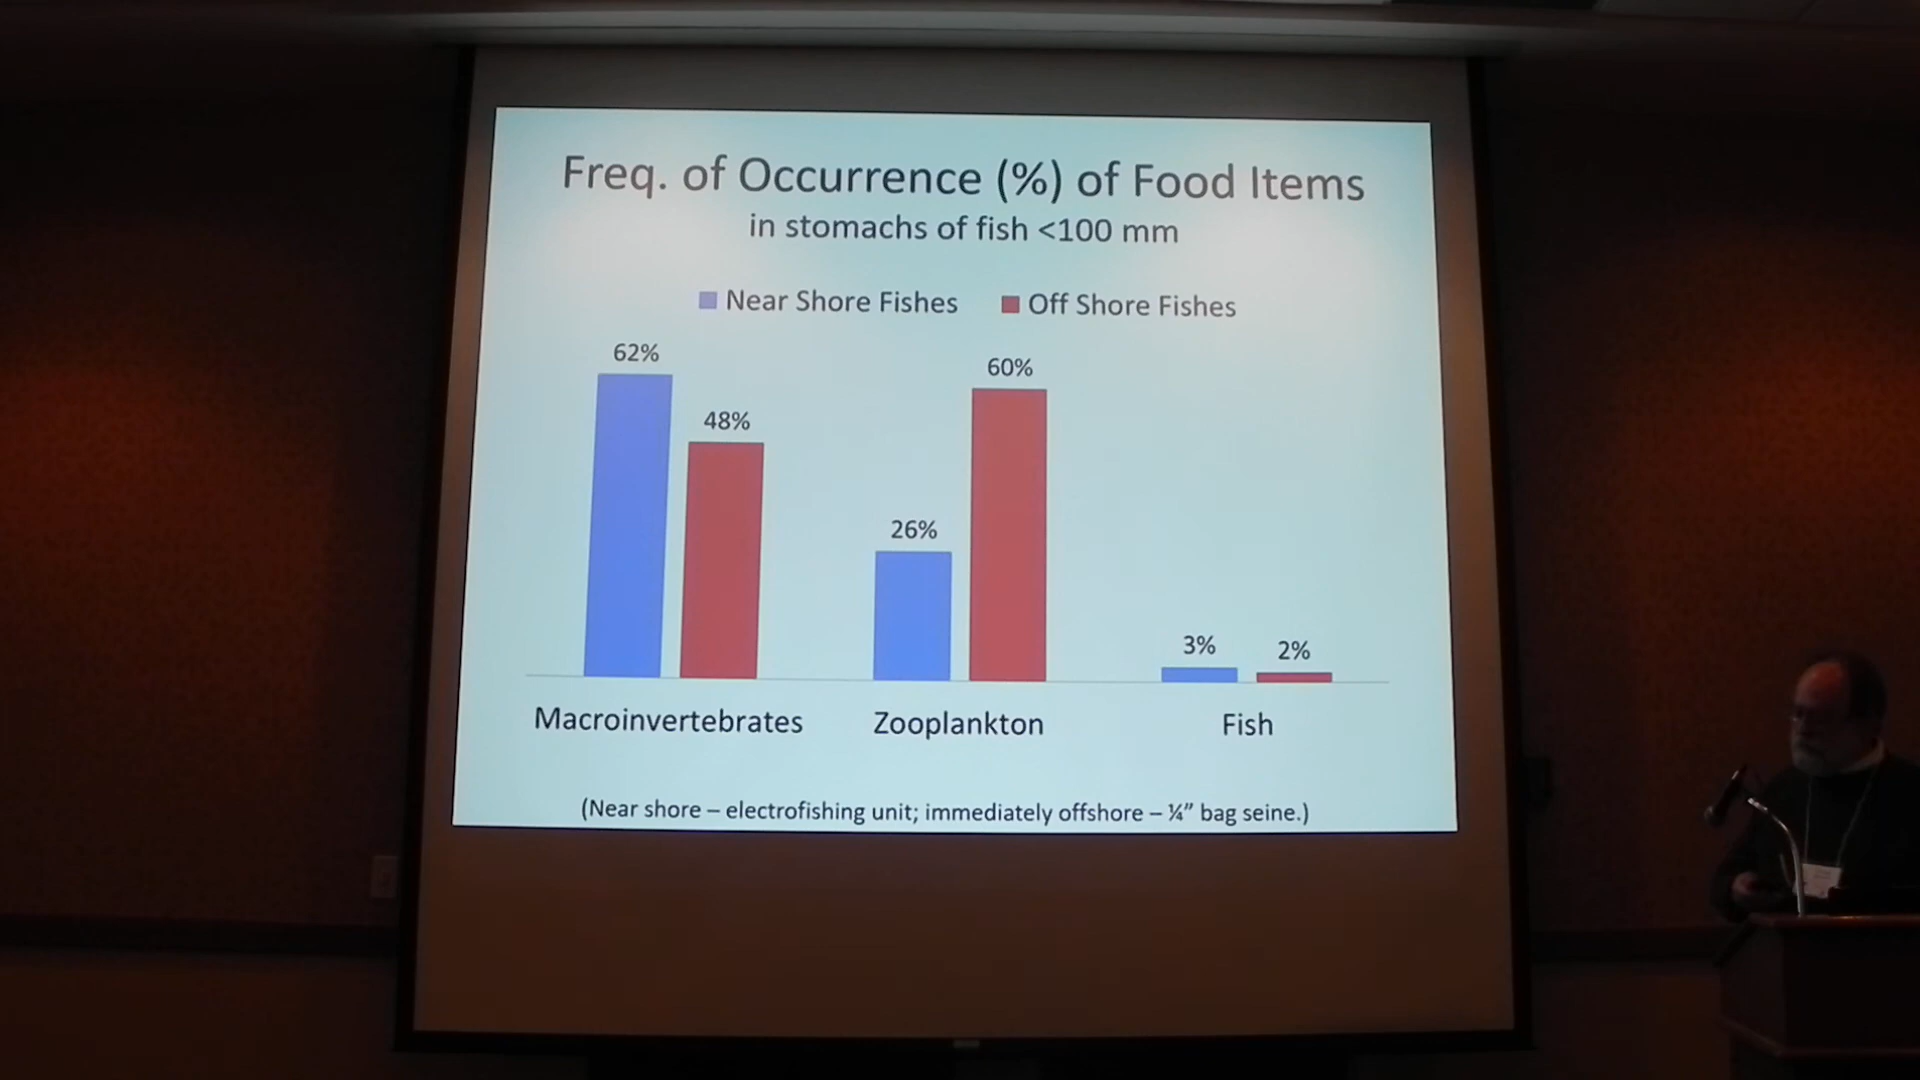 Freq. of Occurrence (%) of Food Items
in stomachs of fish <100 mm
Near Shore Fishes Off Shore Fishes
62%
48%
26%
60%
3%
2%
Macroinvertebrates Zooplankton Fish
(Near shore – electrofishing unit; immediately offshore – ¼” bag seine.)